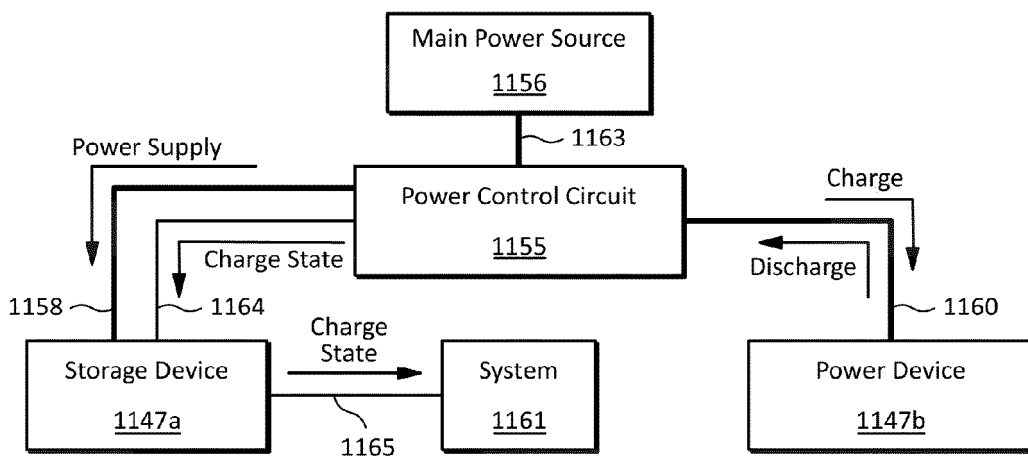 Main Power Source
1156
1163
Power Supply
Power Control Circuit
1155
Charge
Charge State
Discharge
1158
1164
1160
Charge
State
Storage Device
1147a
System
1161
Power Device
1147b
1165